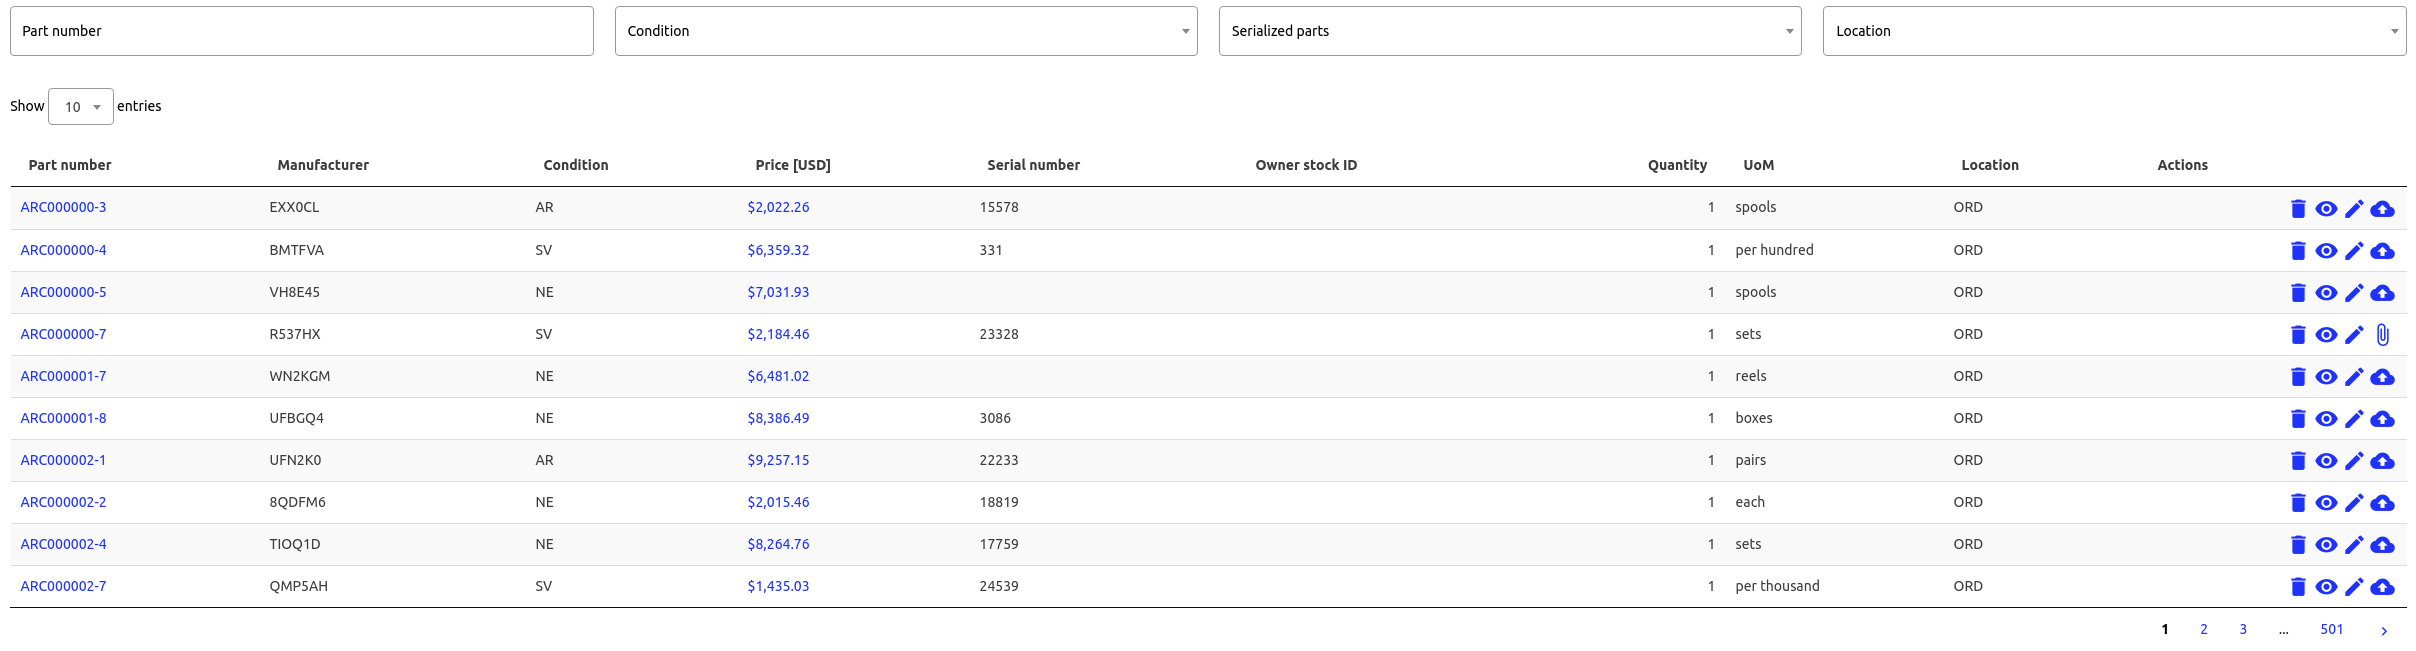 Part number Condition Serialized parts Location
Show 10 entries
Part number Manufacturer Condition Price [USD] Serial number Owner stock ID Quantity UoM Location Actions
ARC000000-3 EXX0CL AR $2,022.26 15578 1 spools ORD
ARC000000-4 BMTFVA SV $6,359.32 331 1 per hundred ORD
ARC000000-5 VH8E45 NE $7,031.93 1 spools ORD
ARC000000-7 R537HX SV $2,184.46 23328 1 sets ORD
ARC000001-7 WN2KGM NE $6,481.02 1 reels ORD
ARC000001-8 UFBGQ4 NE $8,386.49 3086 1 boxes ORD
ARC000002-1 UFN2K0 AR $9,257.15 22233 1 pairs ORD
ARC000002-2 8QDFM6 NE $2,015.46 18819 1 each ORD
ARC000002-4 TIOQ1D NE $8,264.76 17759 1 sets ORD
ARC000002-7 QMP5AH SV $1,435.03 24539 1 per thousand ORD
1 2 3 ... 501 ›